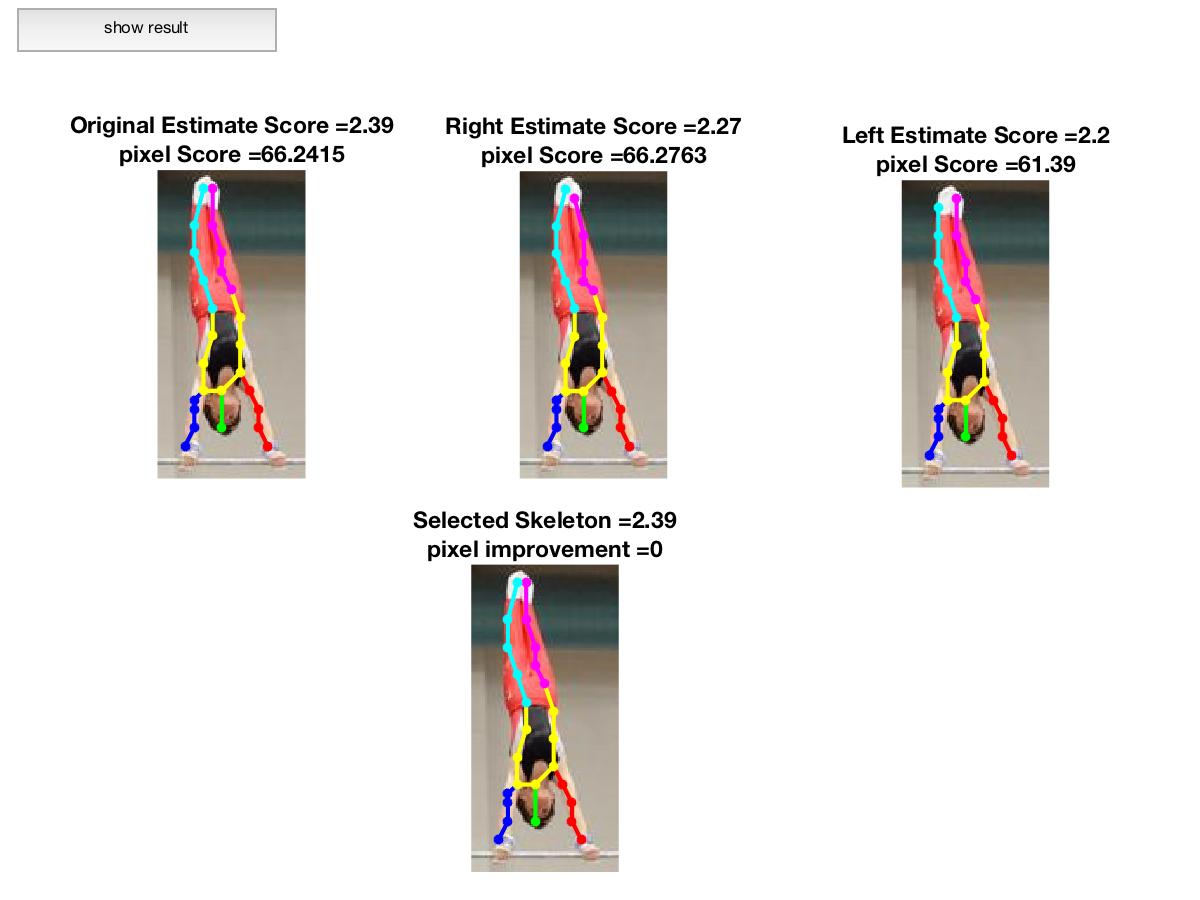 show result
Original Estimate Score =2.39
pixel Score =66.2415
Right Estimate Score =2.27
pixel Score =66.2763
Left Estimate Score =2.2
pixel Score =61.39
Selected Skeleton =2.39
pixel improvement =0